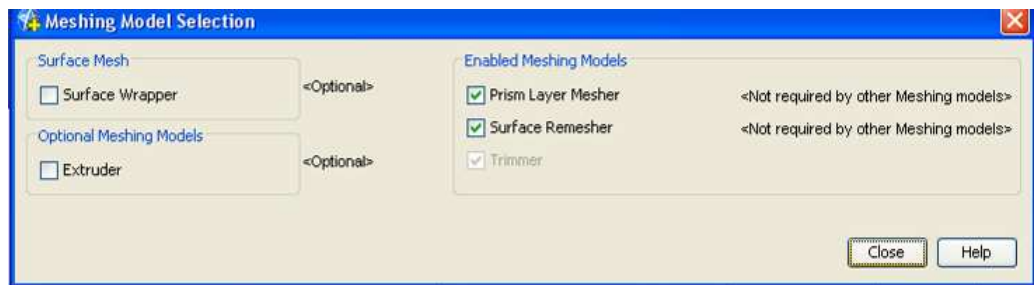 Meshing Model Selection
Surface Mesh
Surface Wrapper
<Optional>
Optional Meshing Models
Extruder
<Optional>
Enabled Meshing Models
Prism Layer Mesher
<Not required by other Meshing models>
Surface Remesher
<Not required by other Meshing models>
Trimmer
Close
Help